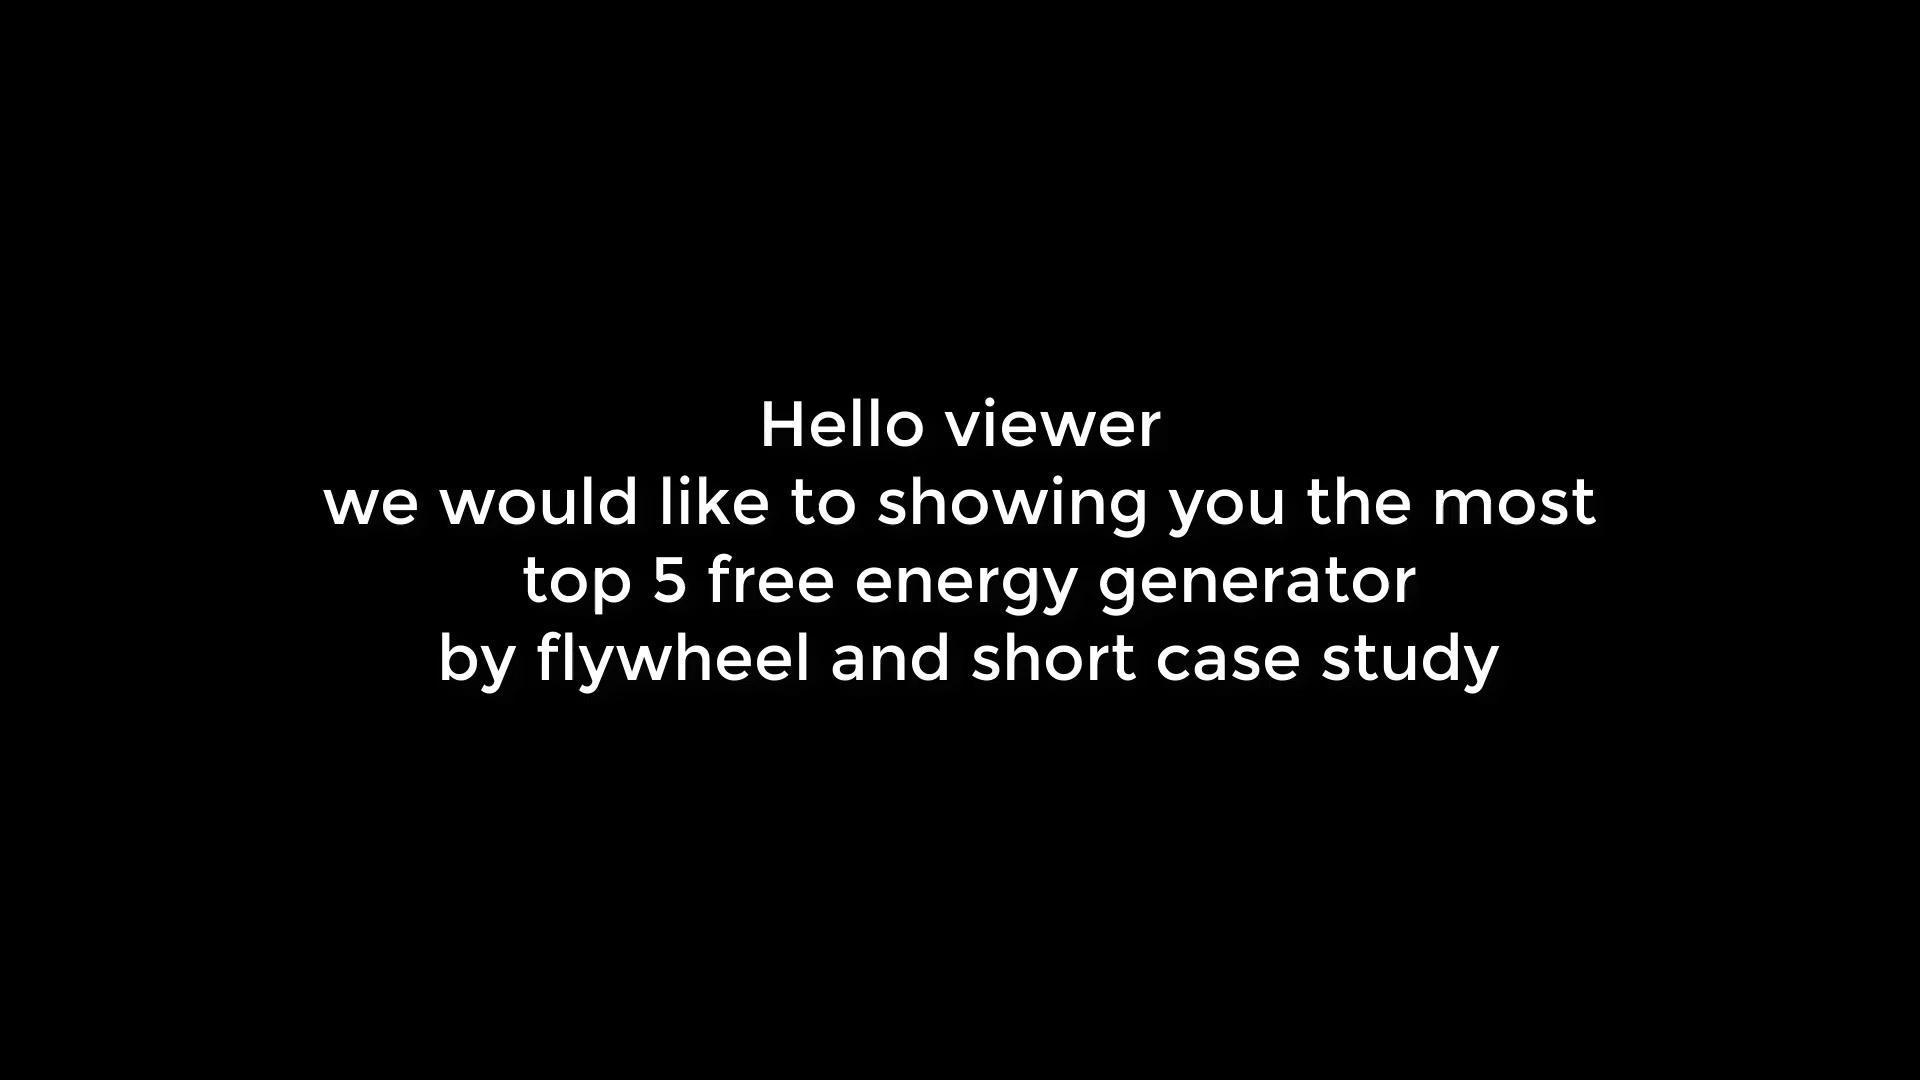 Hello viewer
we would like to showing you the most
top 5 free energy generator
by flywheel and short case study